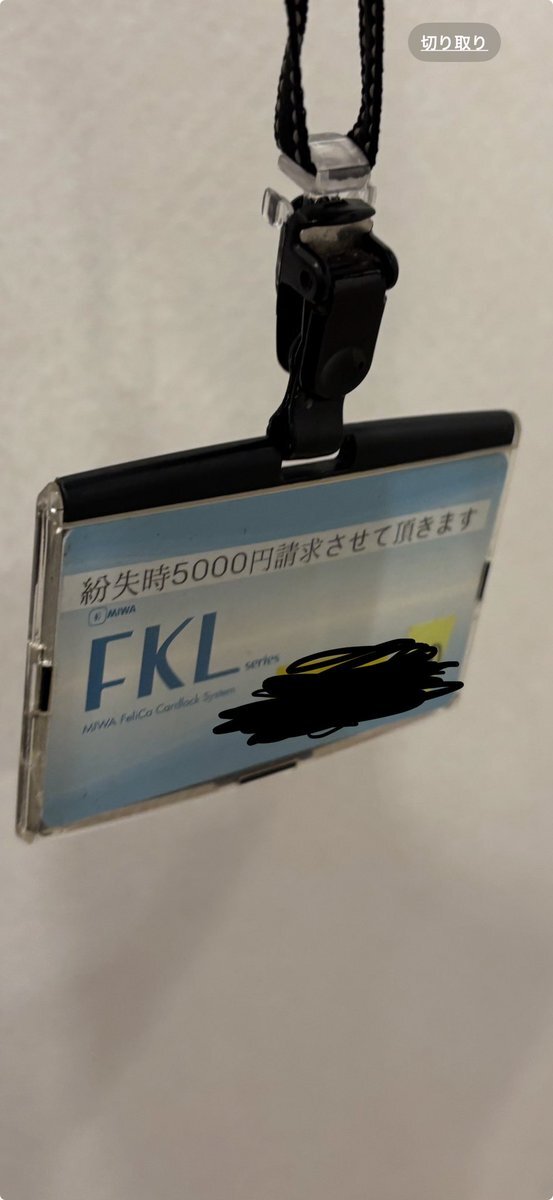 切り取り
紛失時5000円請求させて頂きます
MIWA
FKL series
MIWA FeliCa Cardlock System